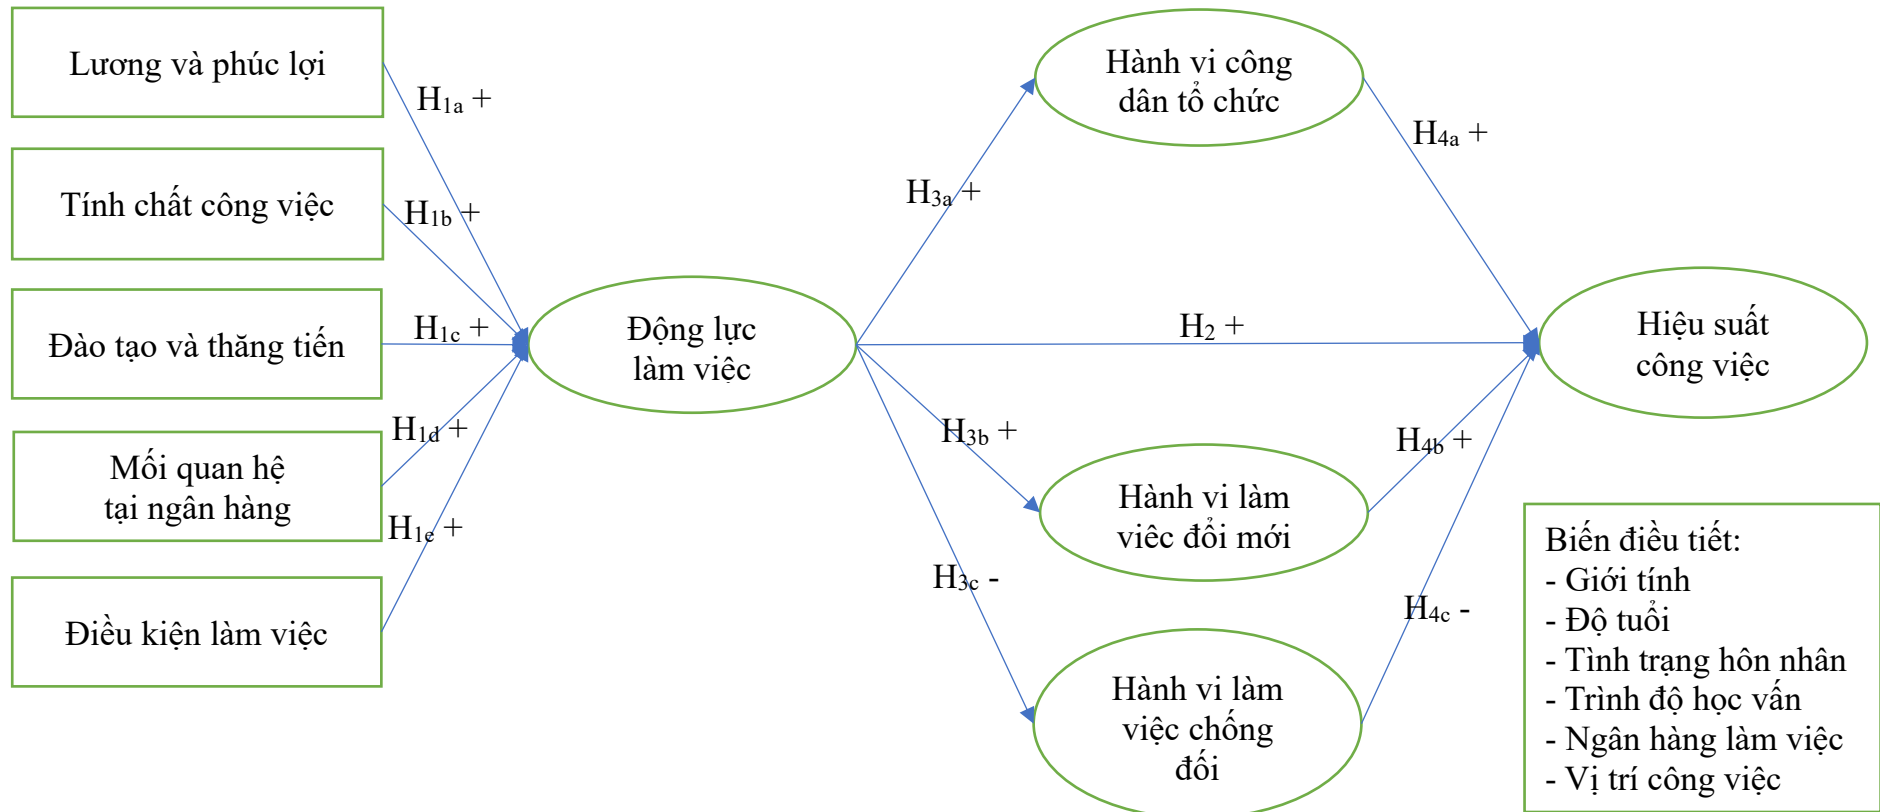 Lương và phúc lợi
H1a +
Tính chất công việc
H1b +
Đào tạo và thăng tiến
H1c +
Mối quan hệ
tại ngân hàng
H1d +
Điều kiện làm việc
H1e +
Động lực
làm việc
H3a +
H2 +
H3b +
H3c -
Hành vi công
dân tổ chức
Hành vi làm
viêc đổi mới
Hành vi làm
việc chống
đối
H4a +
H4b +
H4c -
Hiệu suất
công việc
Biến điều tiết:
- Giới tính
- Độ tuổi
- Tình trạng hôn nhân
- Trình độ học vấn
- Ngân hàng làm việc
- Vị trí công việc